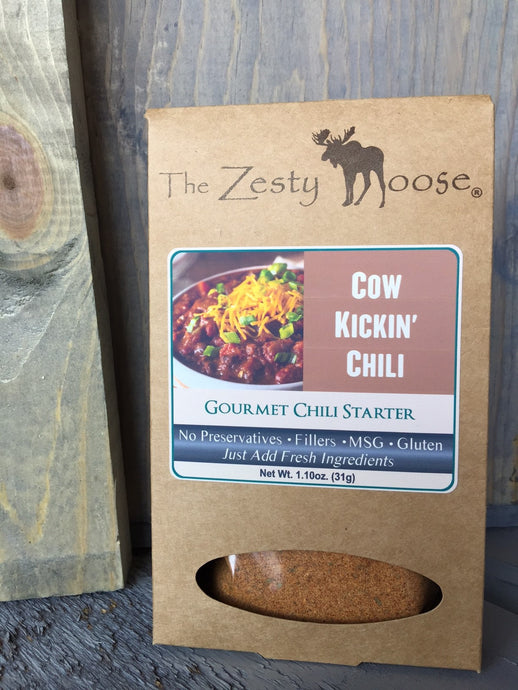 The Zesty Moose®
Cow
Kickin'
Chili
Gourmet Chili Starter
No Preservatives • Fillers • MSG • Gluten
Just Add Fresh Ingredients
Net Wt. 1.10oz. (31g)